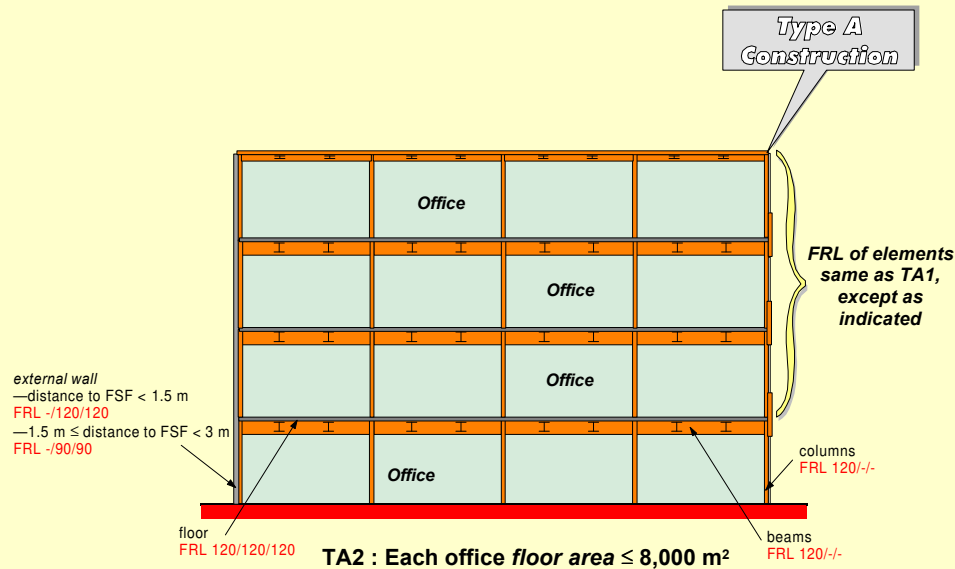 Type A
Construction
Office
Office
Office
Office
FRL of elements
same as TA1,
except as
indicated
external wall
—distance to FSF < 1.5 m
FRL -/120/120
—1.5 m ≤ distance to FSF < 3 m
FRL -/90/90
columns
FRL 120/-/-
floor
FRL 120/120/120
beams
FRL 120/-/-
TA2 : Each office floor area ≤ 8,000 m²